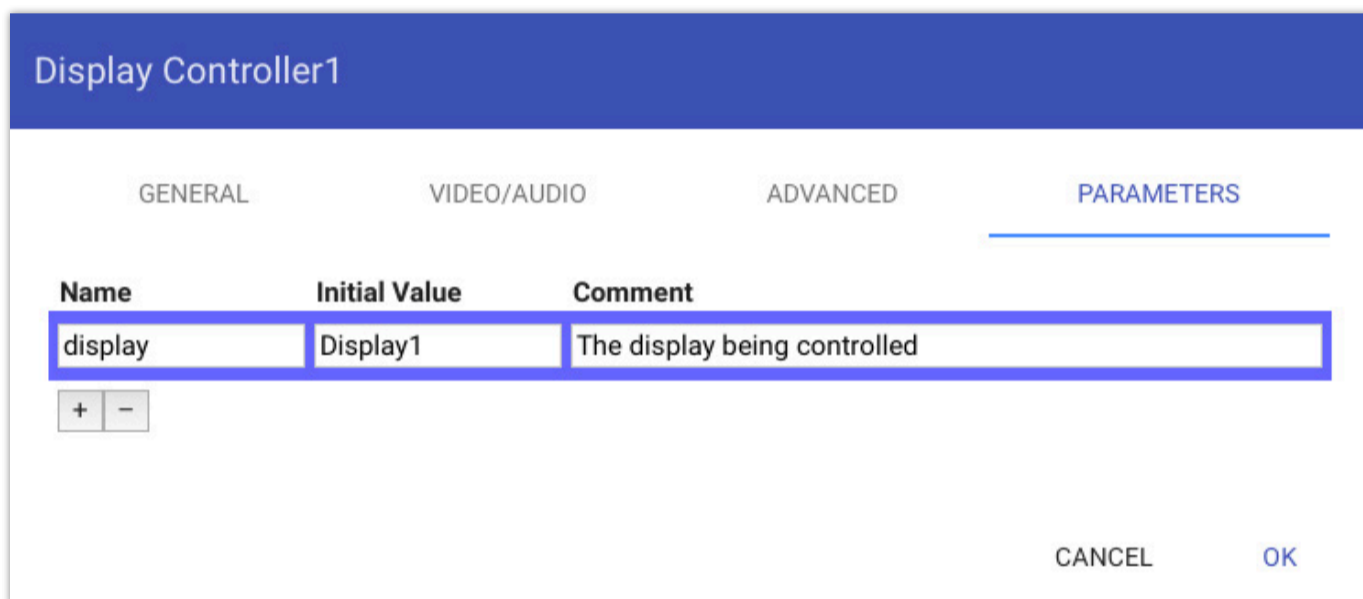 Display Controller1
GENERAL VIDEO/AUDIO ADVANCED PARAMETERS
Name Initial Value Comment
display Display1 The display being controlled
+ −
CANCEL OK